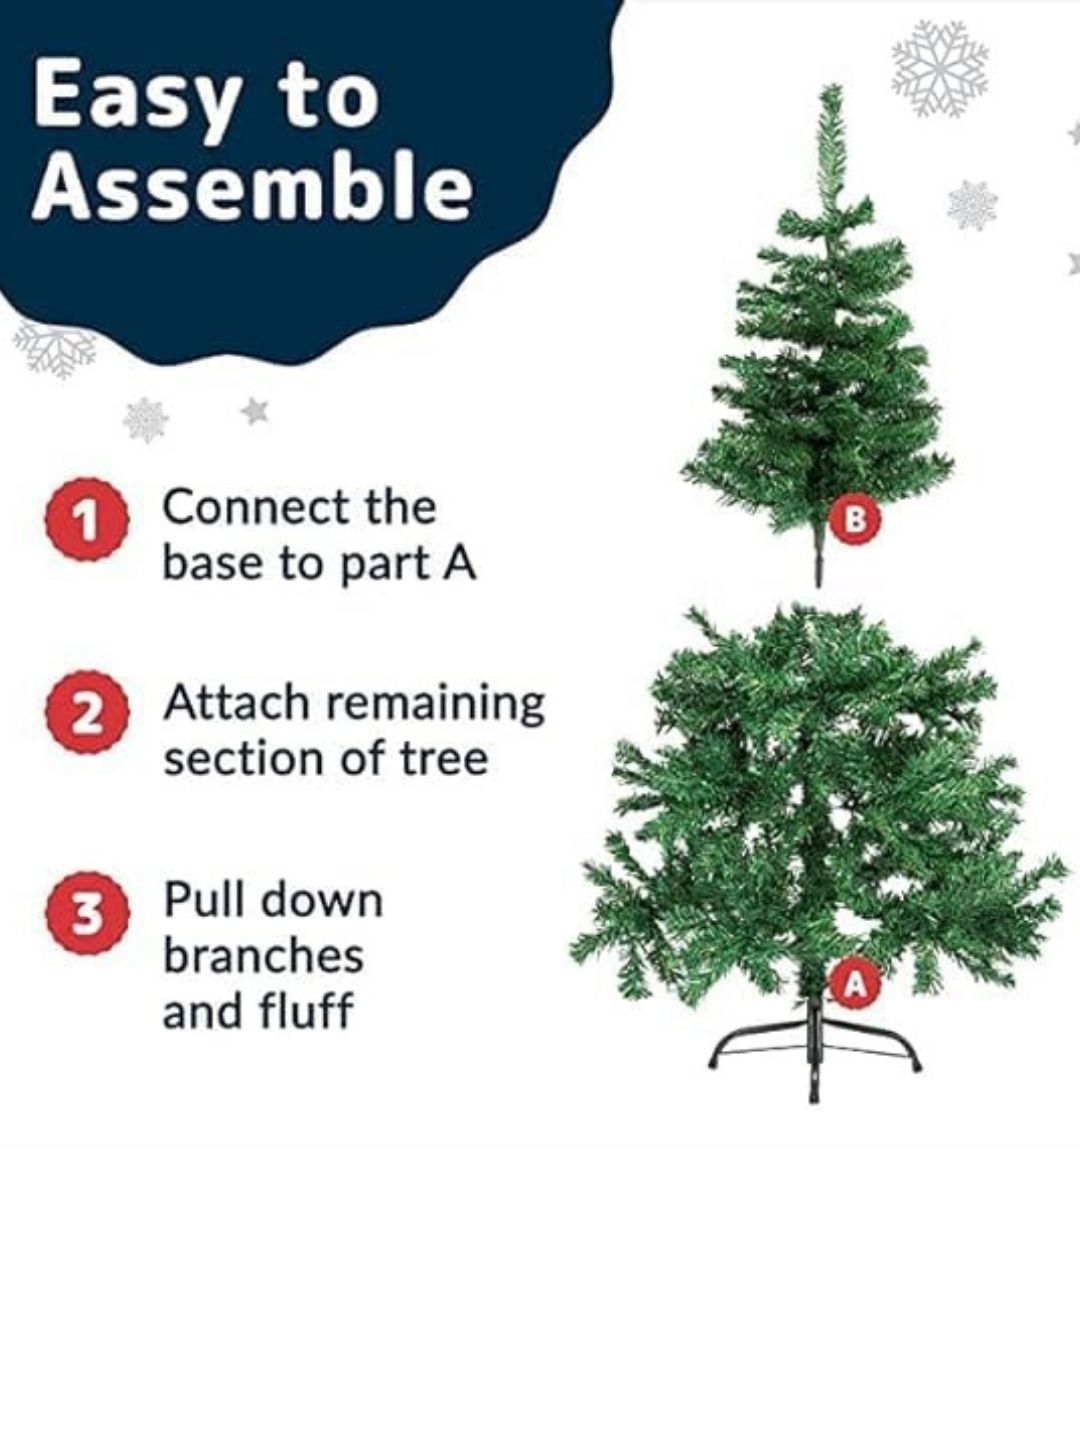 Easy to
Assemble
1 Connect the
base to part A
2 Attach remaining
section of tree
3 Pull down
branches
and fluff
B
A